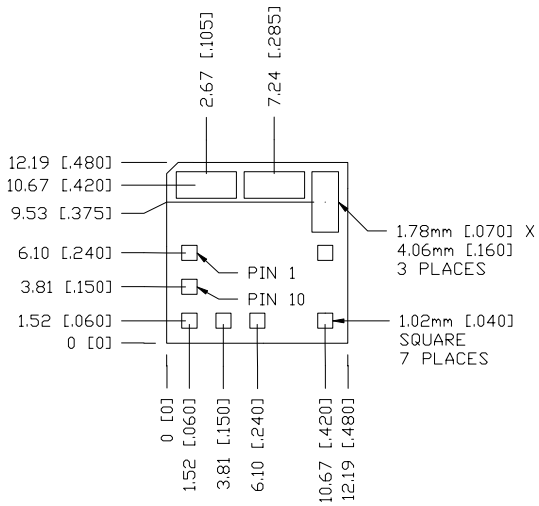 2.67 [.105]
7.24 [.285]
12.19 [.480]
10.67 [.420]
9.53 [.375]
6.10 [.240]
3.81 [.150]
1.52 [.060]
0 [0]
PIN 1
PIN 10
1.78mm [.070] X
4.06mm [.160]
3 PLACES
1.02mm [.040]
SQUARE
7 PLACES
0 [0]
1.52 [.060]
3.81 [.150]
6.10 [.240]
10.67 [.420]
12.19 [.480]